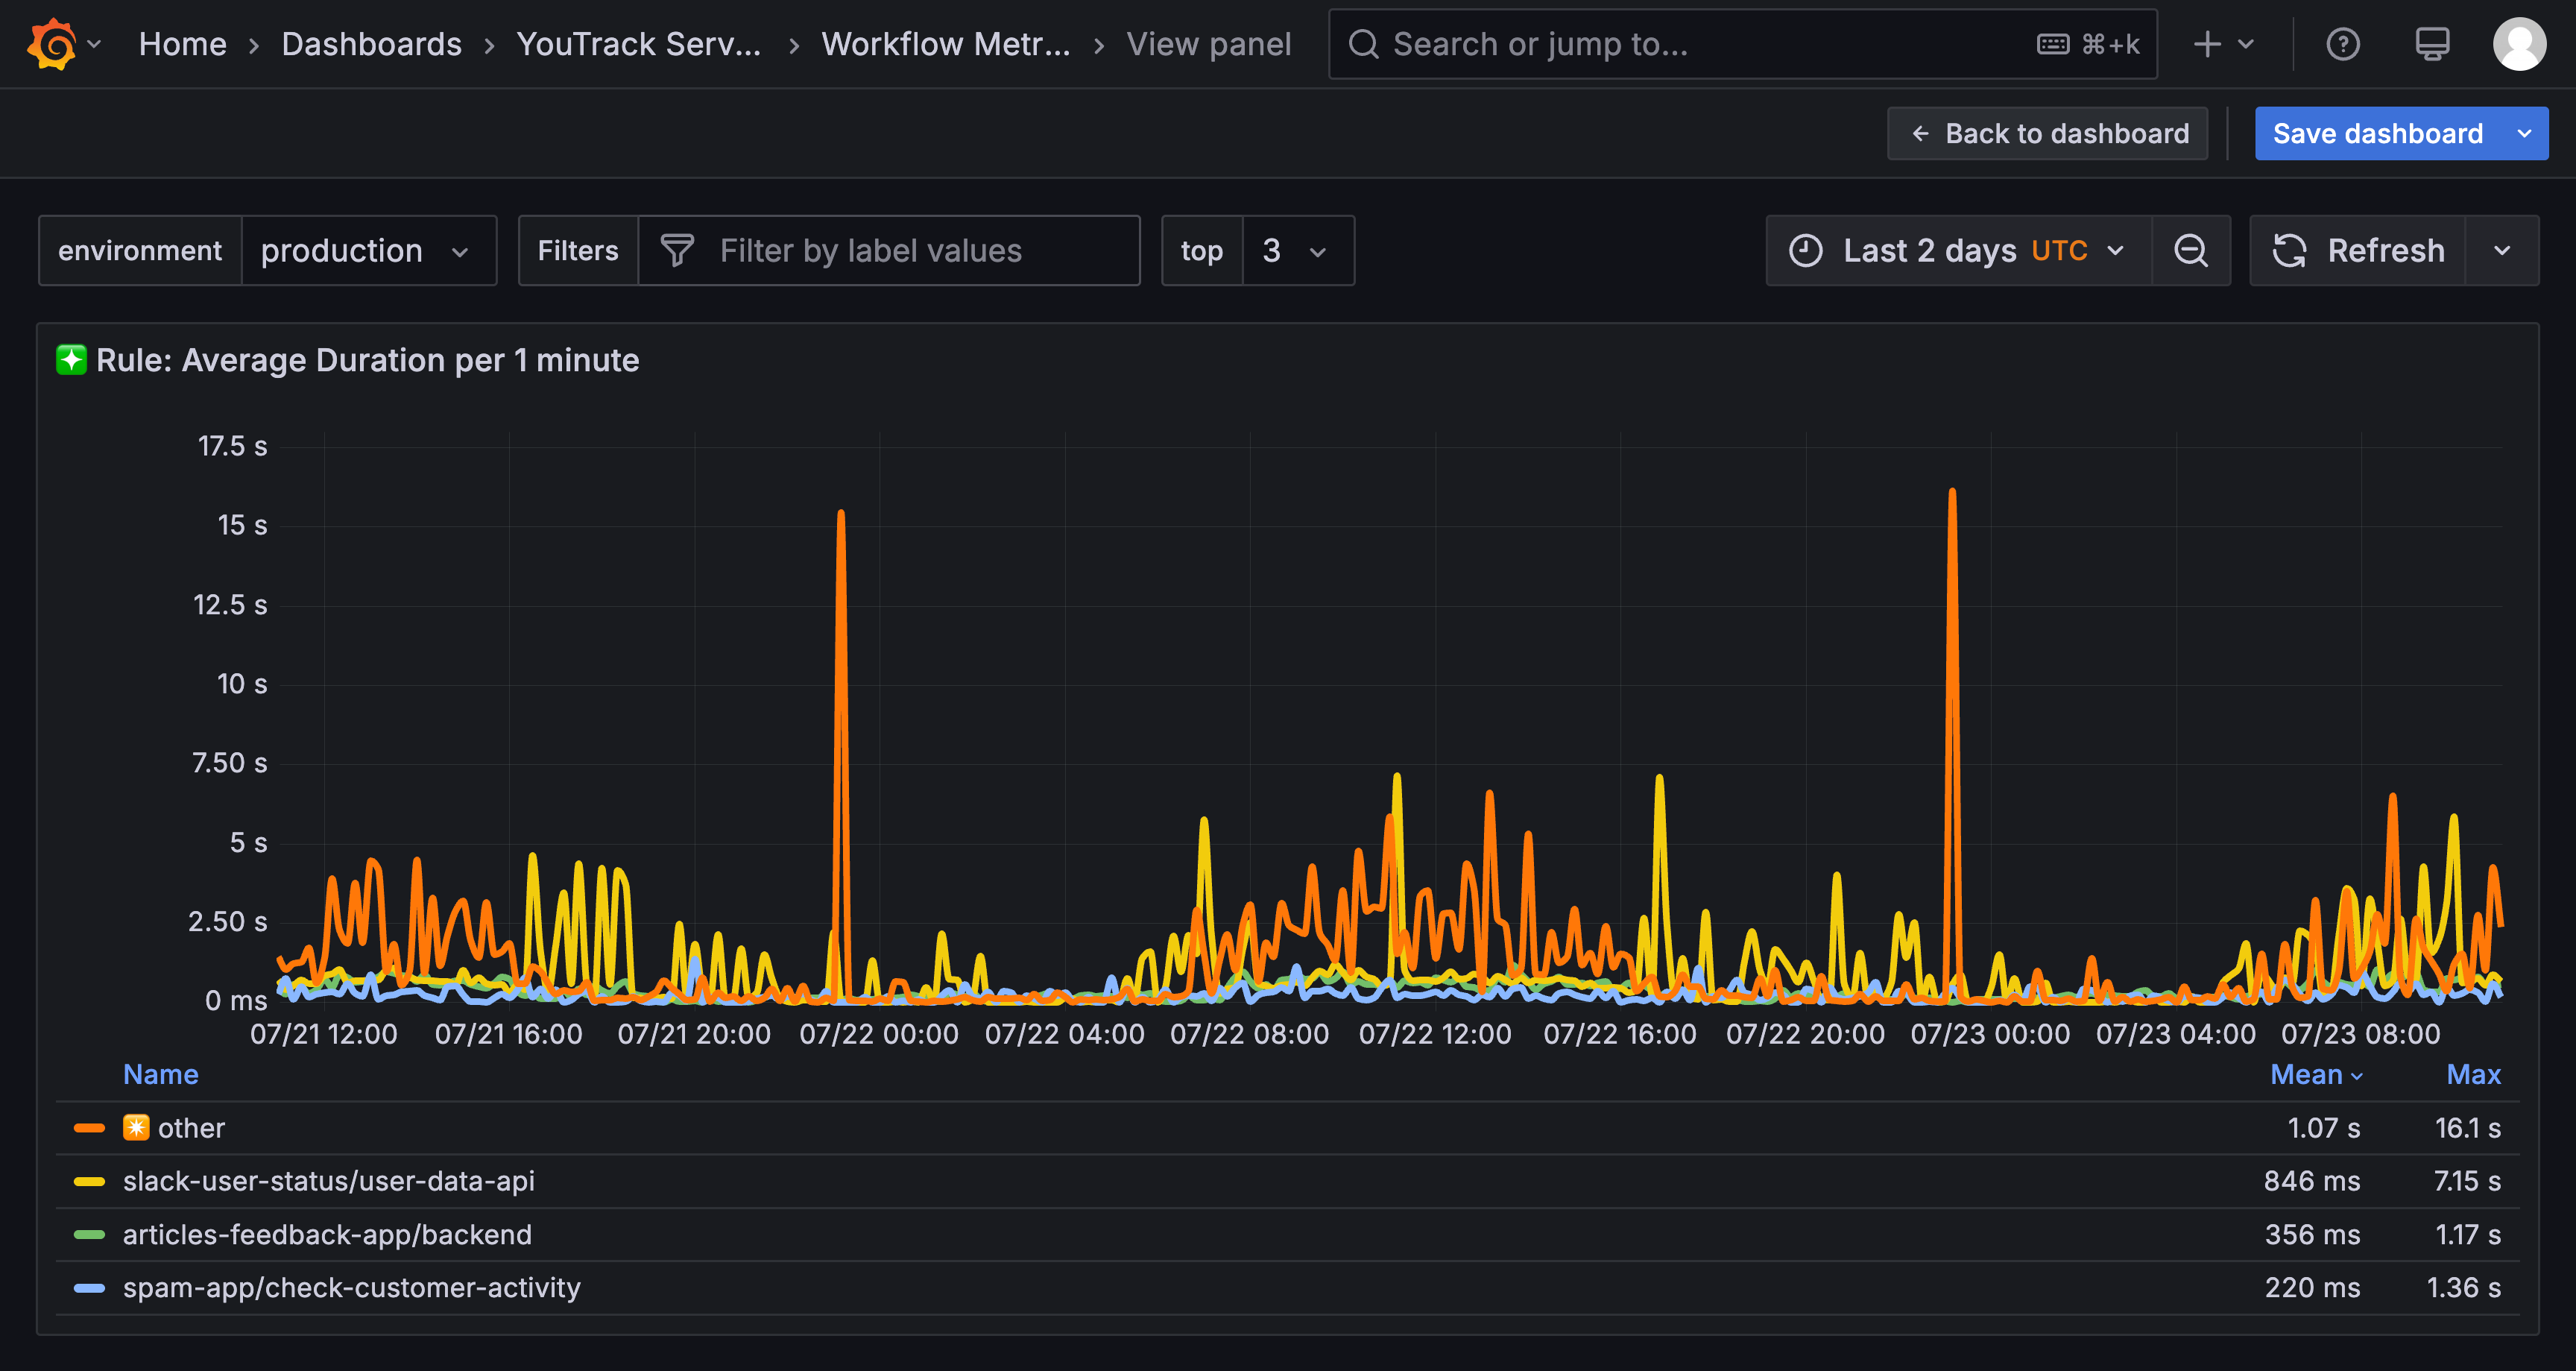 Home › Dashboards › YouTrack Serv... › Workflow Metr... › View panel Search or jump to... ⌘+k
← Back to dashboard Save dashboard
environment production Filters Filter by label values top 3 Last 2 days UTC Refresh
Rule: Average Duration per 1 minute
17.5 s
15 s
12.5 s
10 s
7.50 s
5 s
2.50 s
0 ms
07/21 12:00 07/21 16:00 07/21 20:00 07/22 00:00 07/22 04:00 07/22 08:00 07/22 12:00 07/22 16:00 07/22 20:00 07/23 00:00 07/23 04:00 07/23 08:00
Name Mean Max
other 1.07 s 16.1 s
slack-user-status/user-data-api 846 ms 7.15 s
articles-feedback-app/backend 356 ms 1.17 s
spam-app/check-customer-activity 220 ms 1.36 s